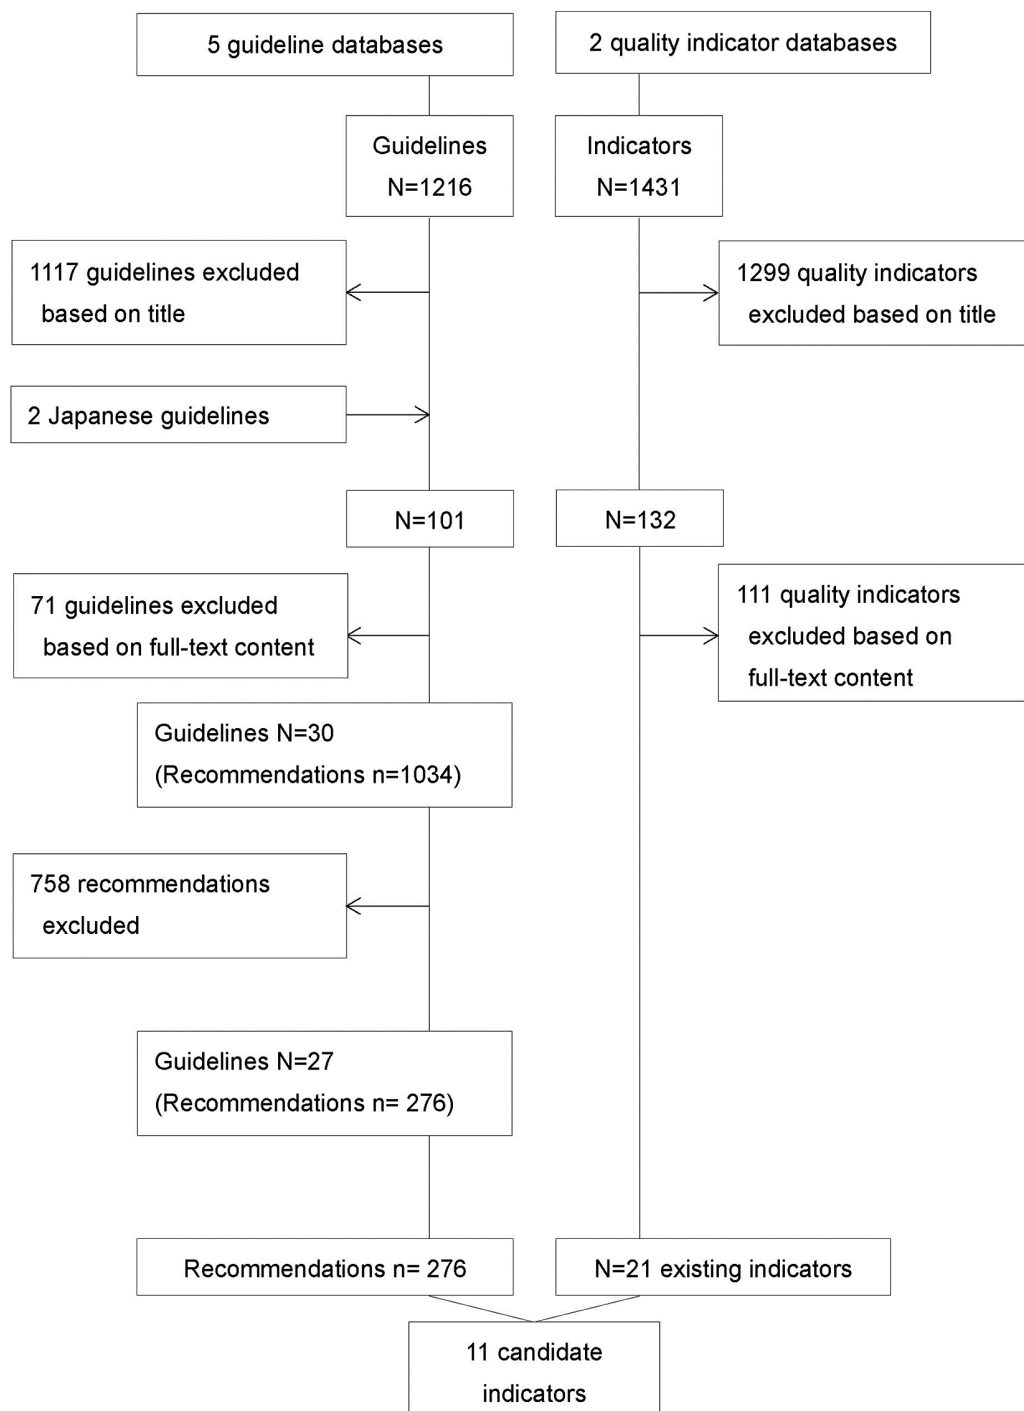 5 guideline databases
2 quality indicator databases
Guidelines
N=1216
Indicators
N=1431
1117 guidelines excluded
based on title
1299 quality indicators
excluded based on title
2 Japanese guidelines
N=101
N=132
71 guidelines excluded
based on full-text content
111 quality indicators
excluded based on
full-text content
Guidelines N=30
(Recommendations n=1034)
758 recommendations
excluded
Guidelines N=27
(Recommendations n= 276)
Recommendations n= 276
N=21 existing indicators
11 candidate
indicators